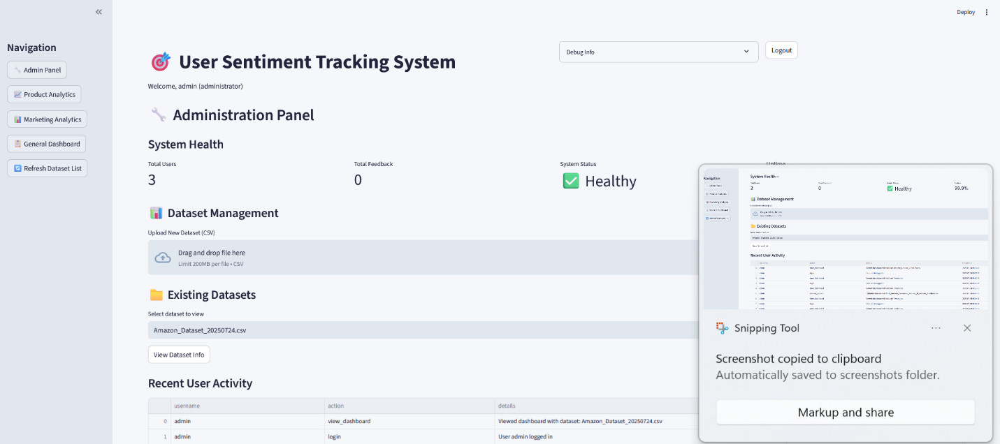 Deploy
Navigation
Admin Panel
Product Analytics
Marketing Analytics
General Dashboard
Refresh Dataset List
User Sentiment Tracking System
Debug Info
Logout
Welcome, admin (administrator)
Administration Panel
System Health
Total Users
Total Feedback
System Status
Uptime
3
0
Healthy
Dataset Management
Upload New Dataset (CSV)
Drag and drop file here
Limit 200MB per file • CSV
Existing Datasets
Select dataset to view
Amazon_Dataset_20250724.csv
View Dataset Info
Recent User Activity
username action details
0 admin view_dashboard Viewed dashboard with dataset: Amazon_Dataset_20250724.csv
1 admin login User admin logged in
Navigation
System Health
3
0
Healthy
99.9%
Dataset Management
Existing Datasets
Recent User Activity
Snipping Tool
Screenshot copied to clipboard
Automatically saved to screenshots folder.
Markup and share